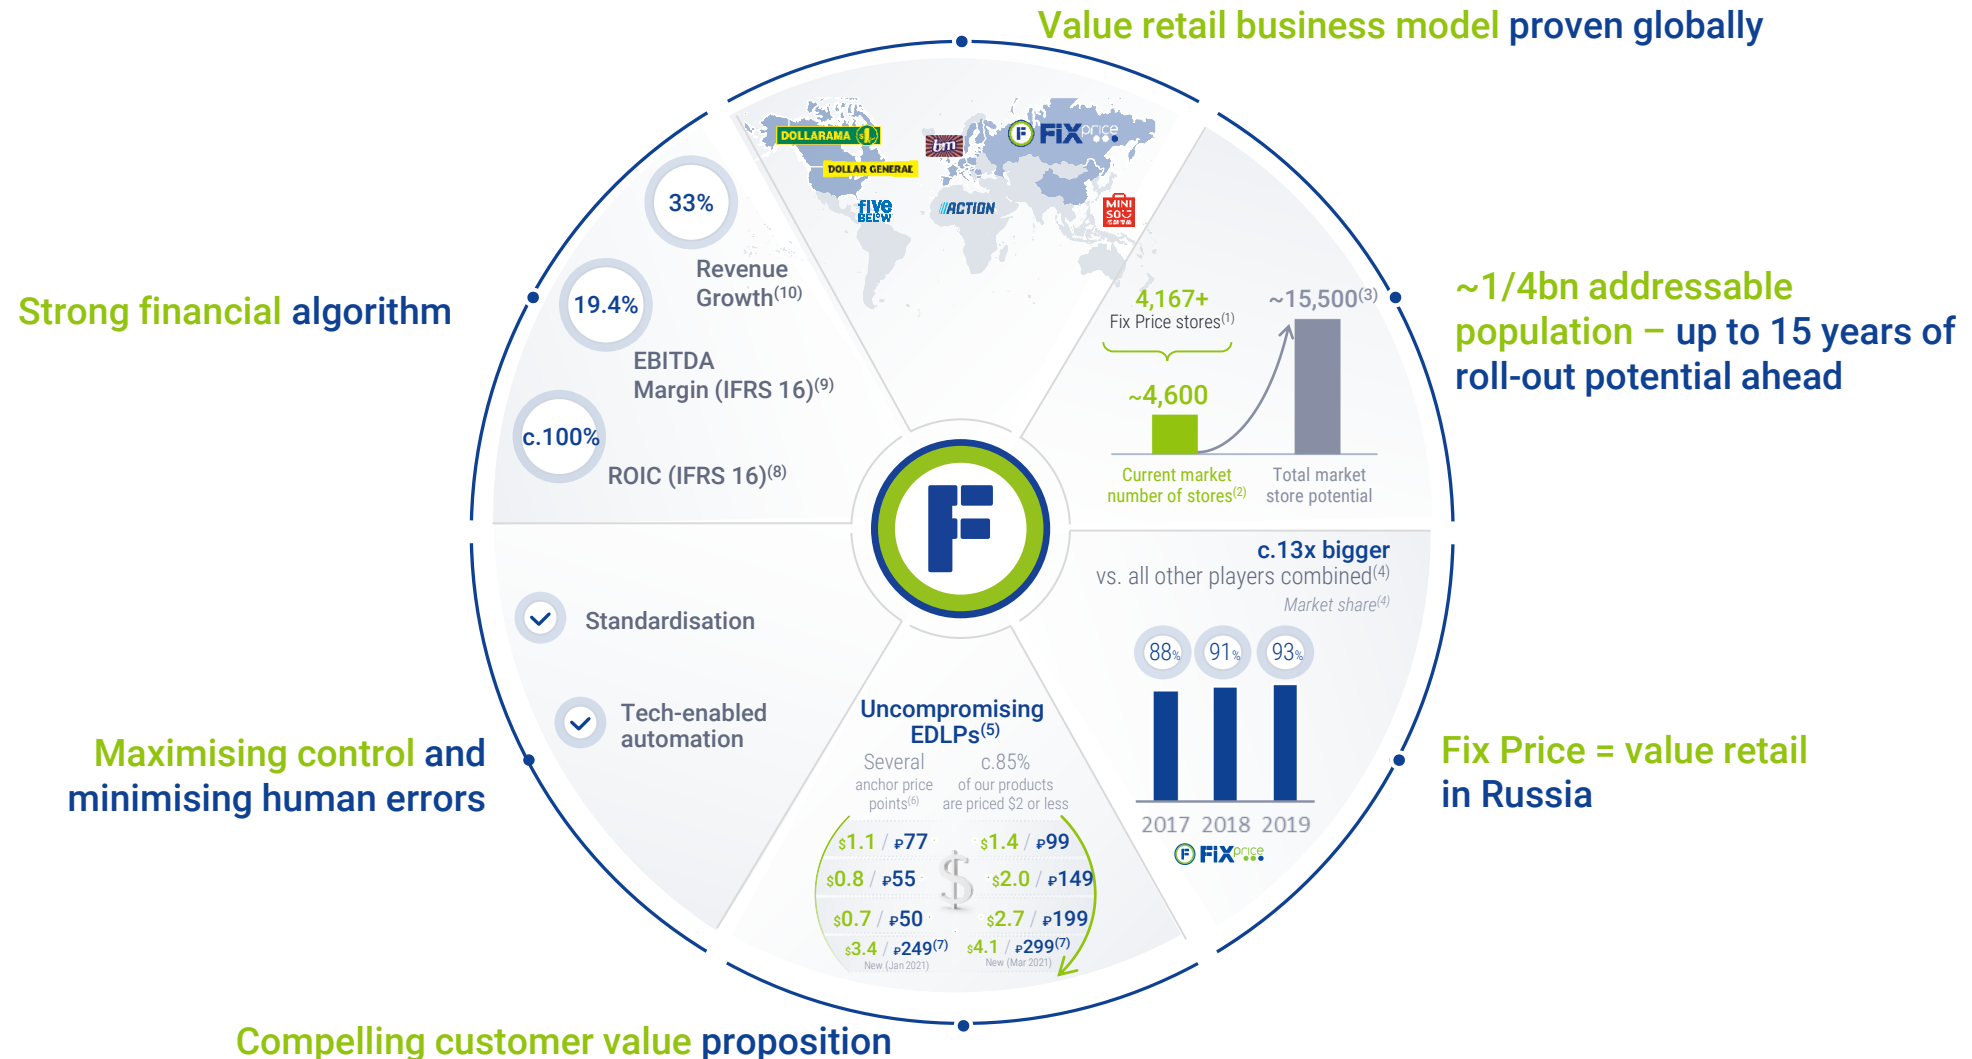 Value retail business model proven globally
DOLLARAMA
DOLLAR GENERAL
five
BELOW
bm
ACTION
F FiXprice
MINI
SO
33%
Revenue
Growth(10)
19.4%
EBITDA
Margin (IFRS 16)(9)
c.100%
ROIC (IFRS 16)(8)
Strong financial algorithm
4,167+
Fix Price stores(1)
~4,600
~15,500(3)
Current market
number of stores(2)
Total market
store potential
~1/4bn addressable
population – up to 15 years of
roll-out potential ahead
F
c.13x bigger
vs. all other players combined(4)
Market share(4)
88% 91% 93%
2017 2018 2019
F FiXprice
Fix Price = value retail
in Russia
Standardisation
Tech-enabled
automation
Maximising control and
minimising human errors
Uncompromising
EDLPs(5)
Several
anchor price
points(6)
c.85%
of our products
are priced $2 or less
$1.1 / ₽77
$1.4 / ₽99
$0.8 / ₽55
$2.0 / ₽149
$0.7 / ₽50
$2.7 / ₽199
$3.4 / ₽249(7)
New (Jan 2021)
$4.1 / ₽299(7)
New (Mar 2021)
$
Compelling customer value proposition